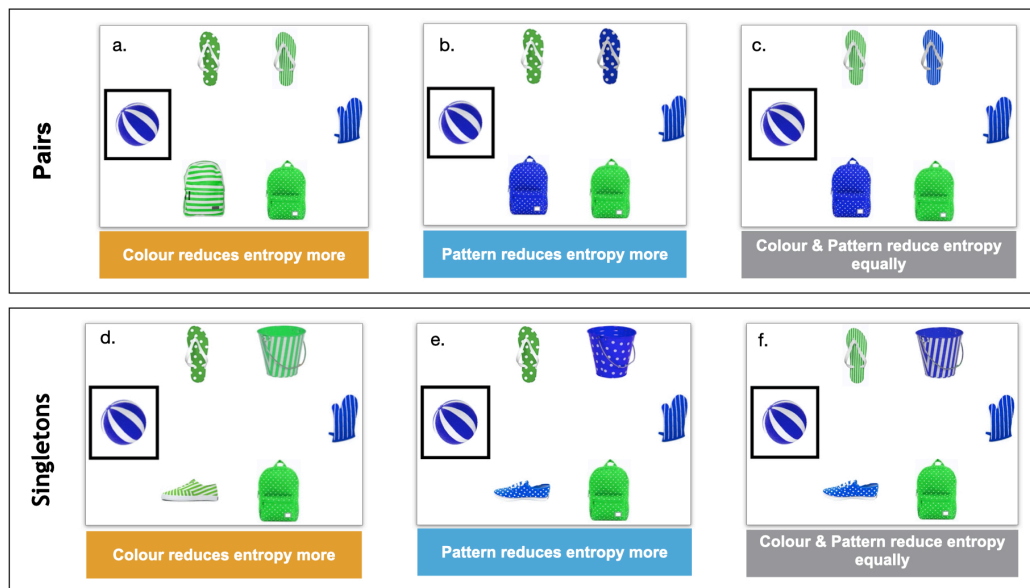 Pairs
a.
b.
c.
Colour reduces entropy more
Pattern reduces entropy more
Colour & Pattern reduce entropy
equally
Singletons
d.
e.
f.
Colour reduces entropy more
Pattern reduces entropy more
Colour & Pattern reduce entropy
equally